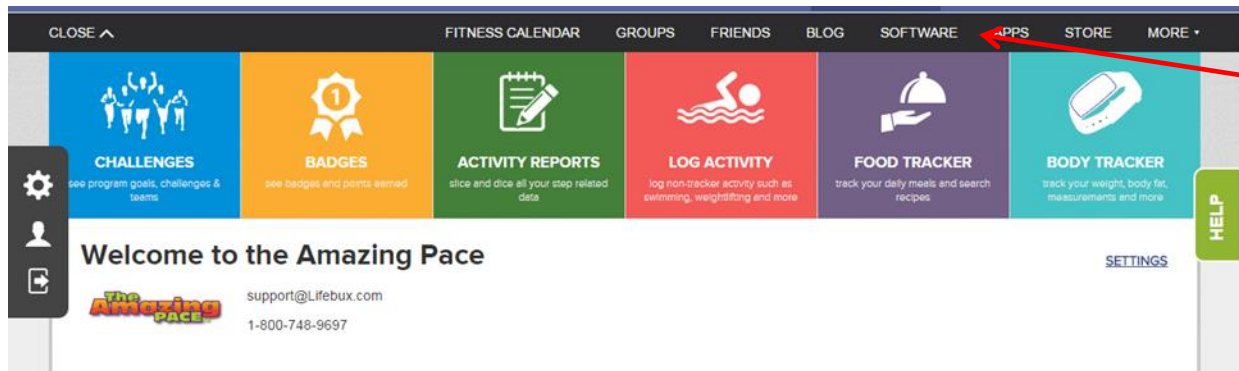 CLOSE FITNESS CALENDAR GROUPS FRIENDS BLOG SOFTWARE APPS STORE MORE
1
CHALLENGES
see program goals, challenges &
teams
BADGES
see badges and points earned
ACTIVITY REPORTS
slice and dice all your step related
data
LOG ACTIVITY
log non-tracker activity such as
swimming, weightlifting and more
FOOD TRACKER
track your daily meals and search
recipes
BODY TRACKER
track your weight, body fat,
measurements and more
HELP
Welcome to the Amazing Pace
SETTINGS
The
Amazing
PACE
support@Lifebux.com
1-800-748-9697